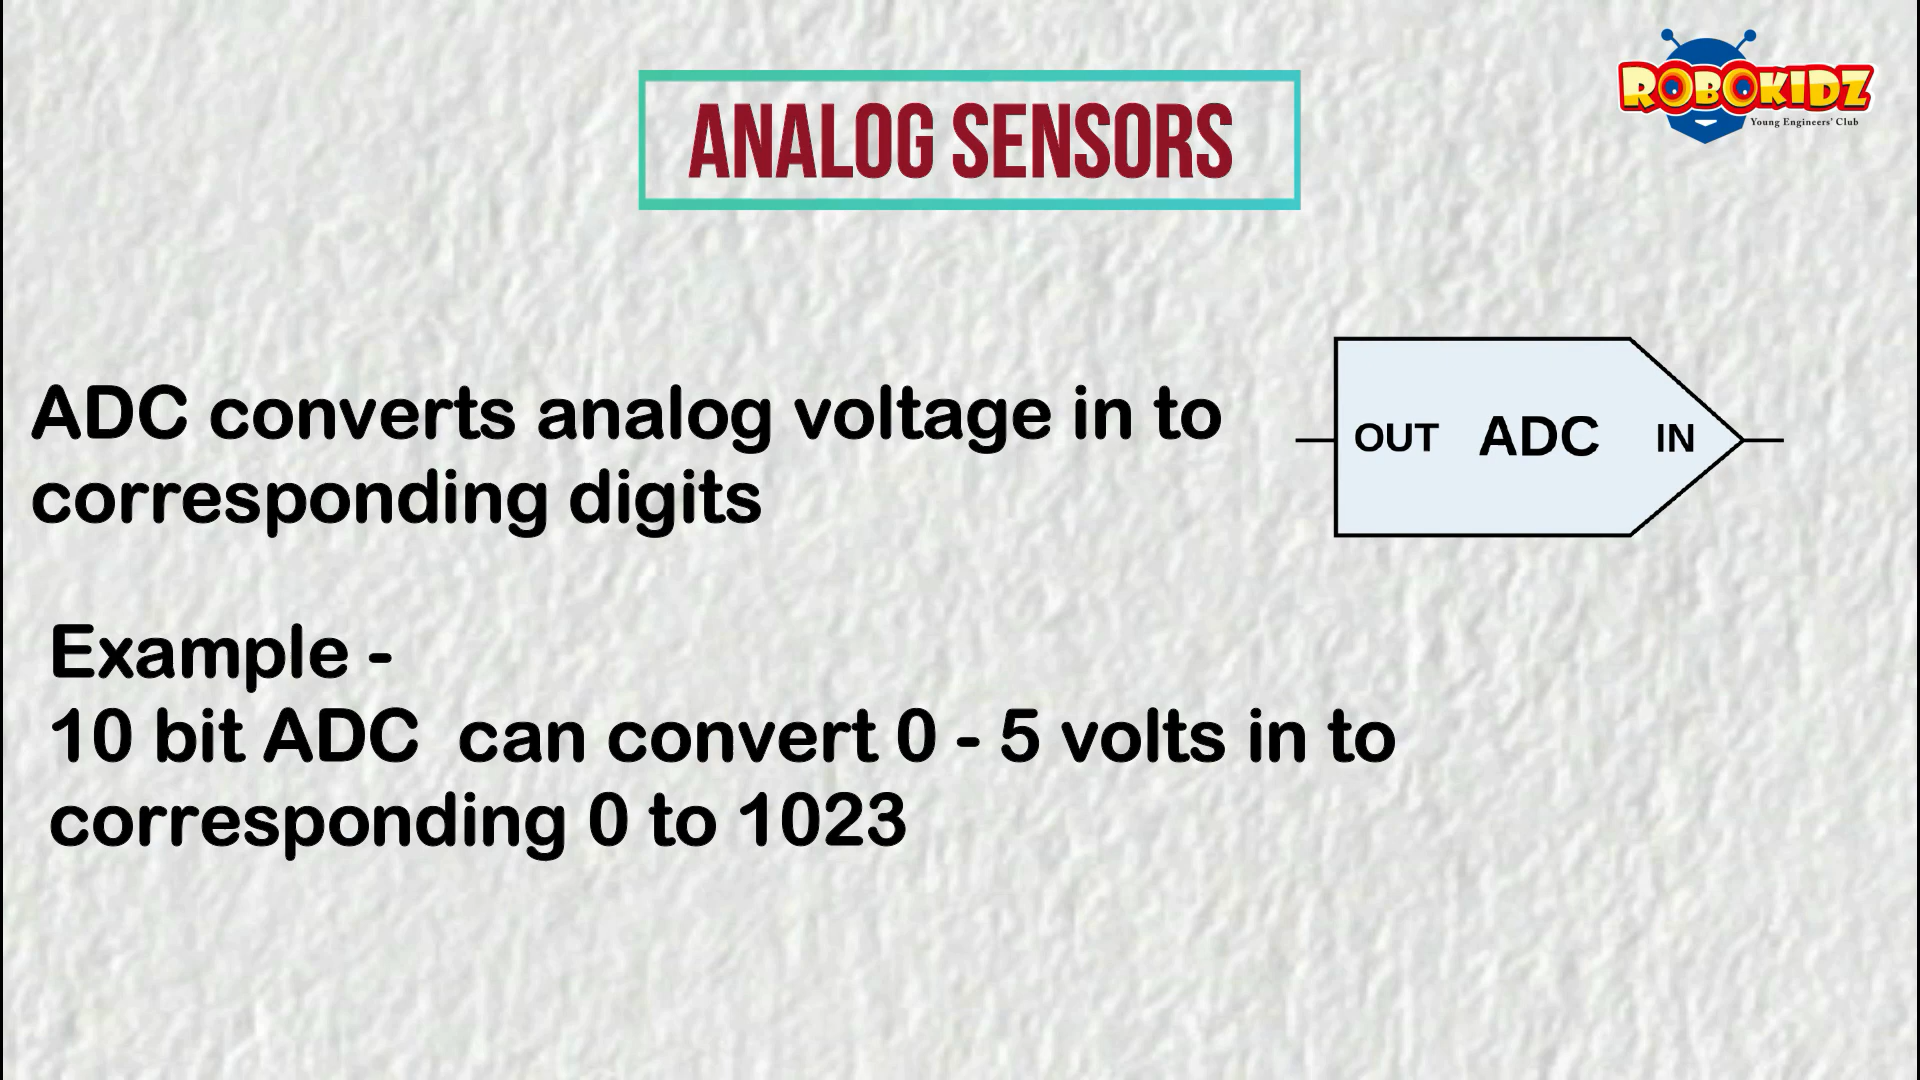 ROBOKIDZ
Young Engineers' Club
ANALOG SENSORS
ADC converts analog voltage in to
corresponding digits
OUT ADC IN
Example -
10 bit ADC can convert 0 - 5 volts in to
corresponding 0 to 1023